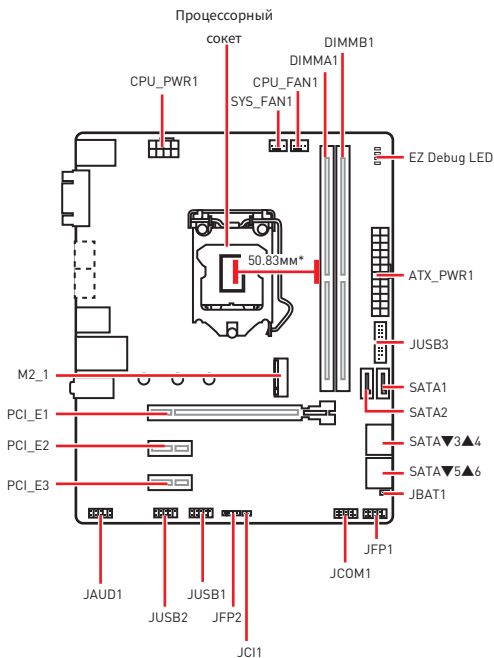 Процессорный
сокет
DIMMB1
DIMMA1
CPU_PWR1
CPU_FAN1
SYS_FAN1
EZ Debug LED
50.83мм*
ATX_PWR1
JUSB3
M2_1
SATA1
PCI_E1
SATA2
PCI_E2
SATA▼3▲4
PCI_E3
SATA▼5▲6
JBAT1
JFP1
JCOM1
JAUD1
JUSB1
JUSB2
JFP2
JCI1